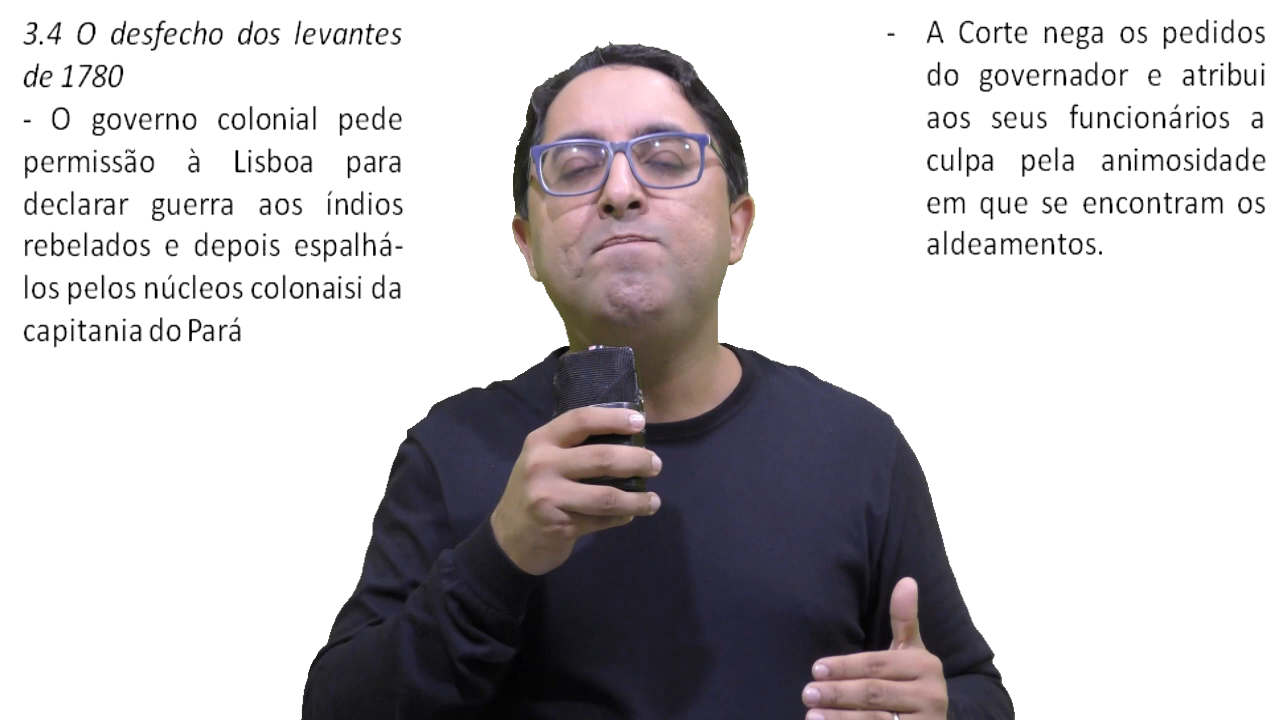 3.4 O desfecho dos levantes
de 1780
- O governo colonial pede
permissão à Lisboa para
declarar guerra aos índios
rebelados e depois espalhá-
los pelos núcleos colonaisi da
capitania do Pará
- A Corte nega os pedidos
do governador e atribui
aos seus funcionários a
culpa pela animosidade
em que se encontram os
aldeamentos.